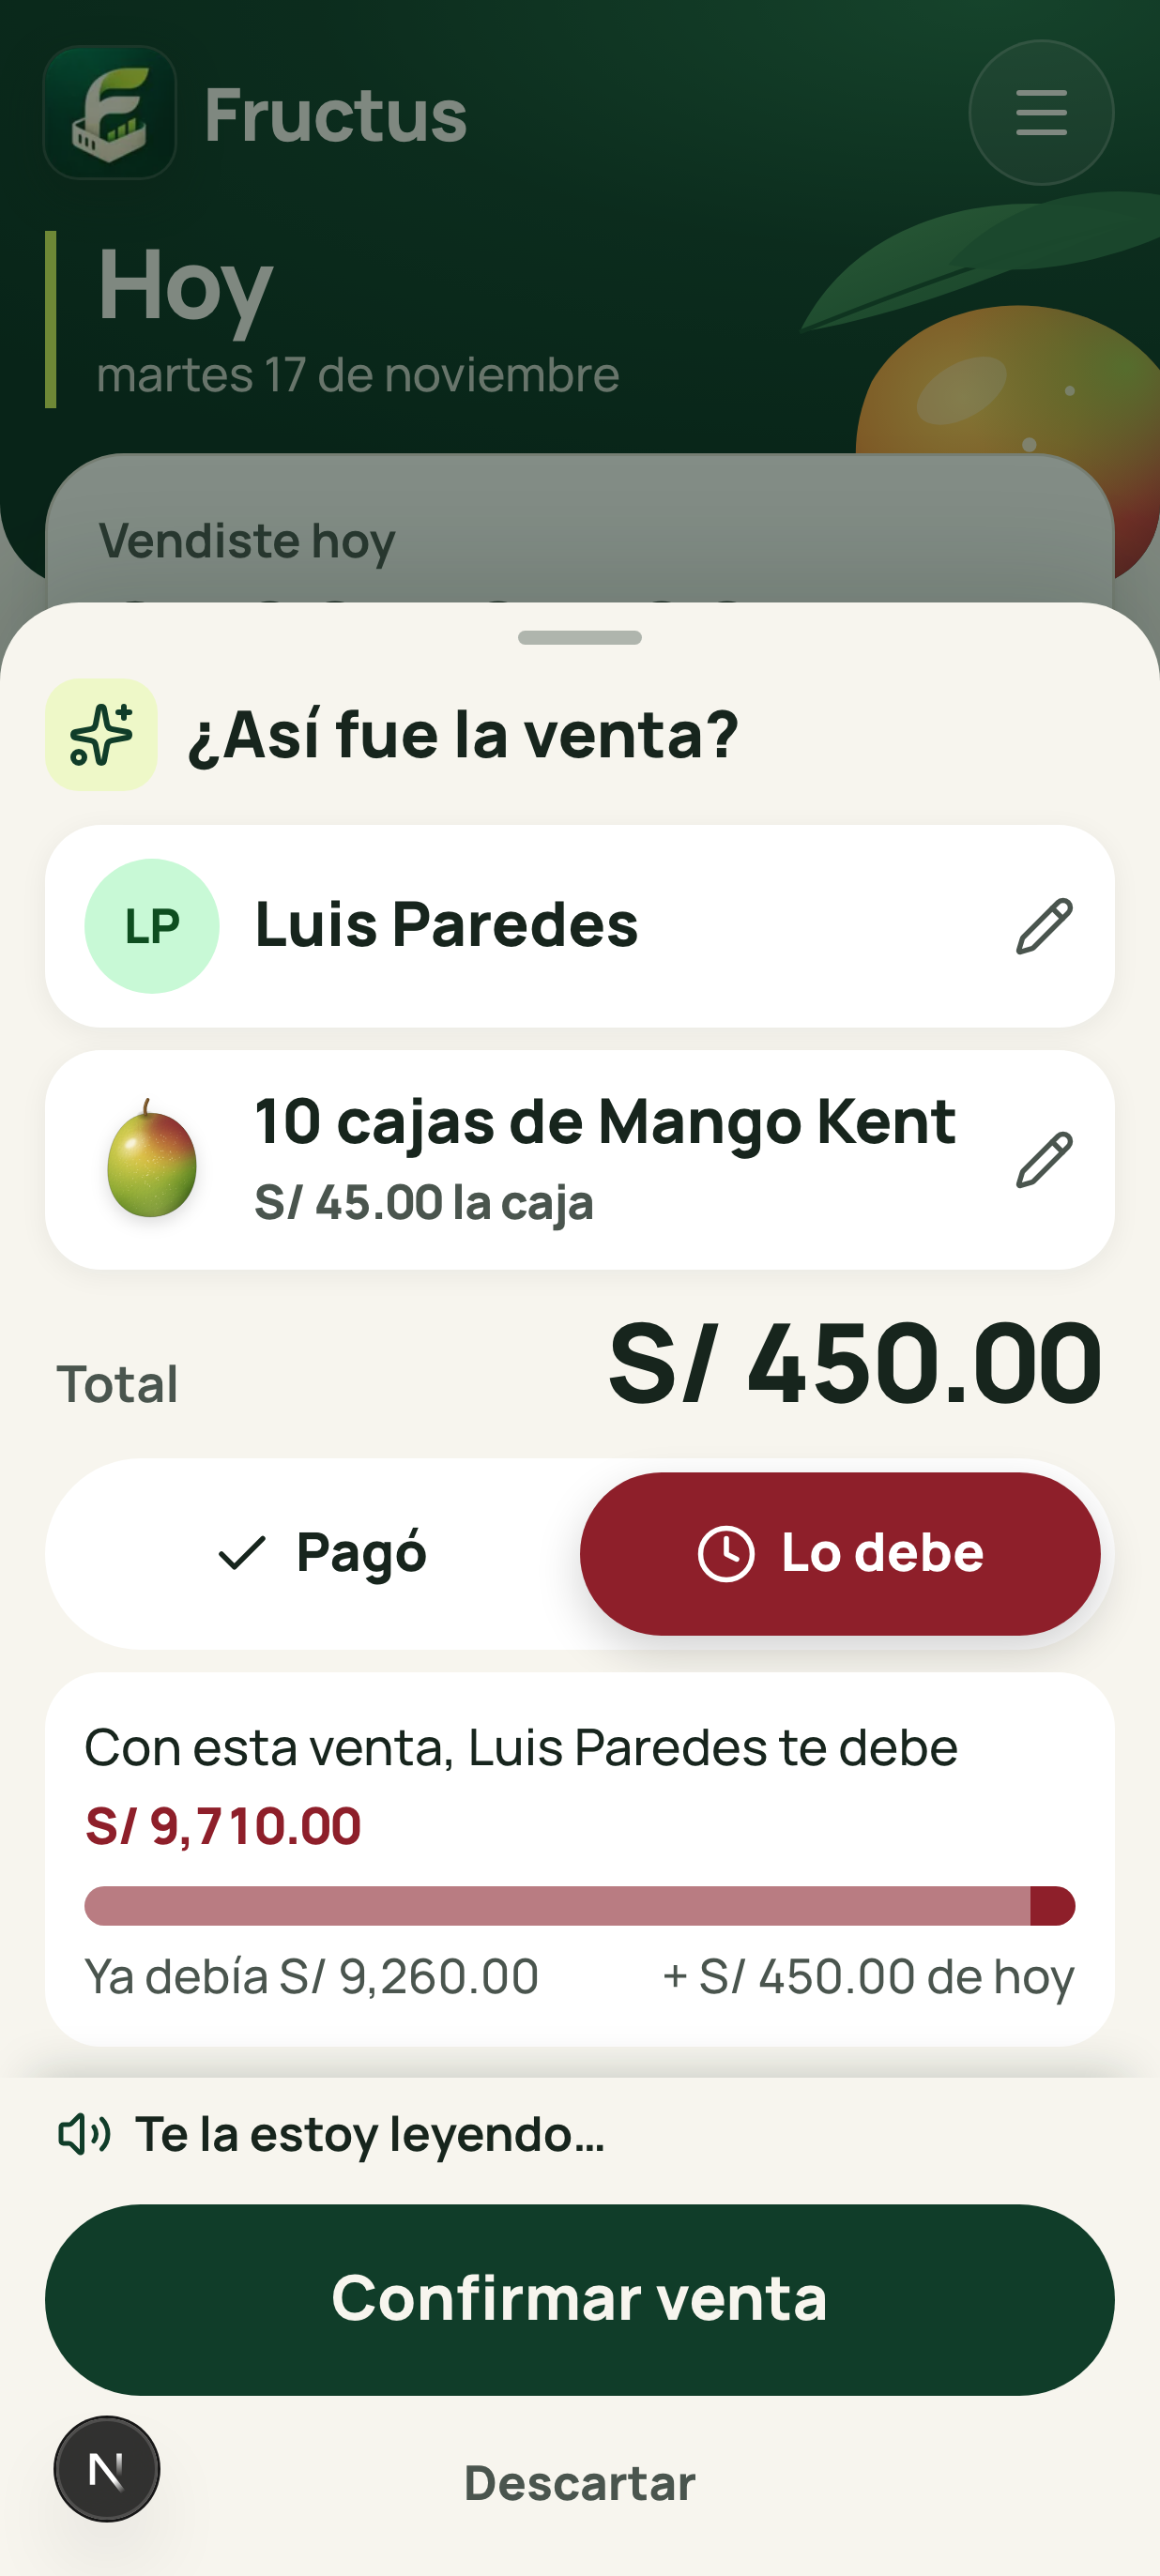 Fructus
Hoy
martes 17 de noviembre
Vendiste hoy
¿Así fue la venta?
LP
Luis Paredes
10 cajas de Mango Kent
S/ 45.00 la caja
Total
S/ 450.00
Pagó
Lo debe
Con esta venta, Luis Paredes te debe
S/ 9,710.00
Ya debía S/ 9,260.00
+ S/ 450.00 de hoy
Te la estoy leyendo...
Confirmar venta
N
Descartar